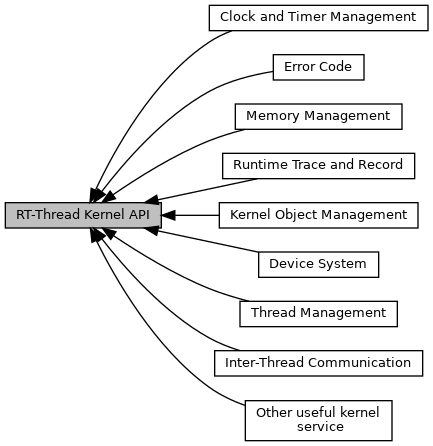 Clock and Timer Management
Error Code
Memory Management
Runtime Trace and Record
RT-Thread Kernel API
Kernel Object Management
Device System
Thread Management
Inter-Thread Communication
Other useful kernel
service